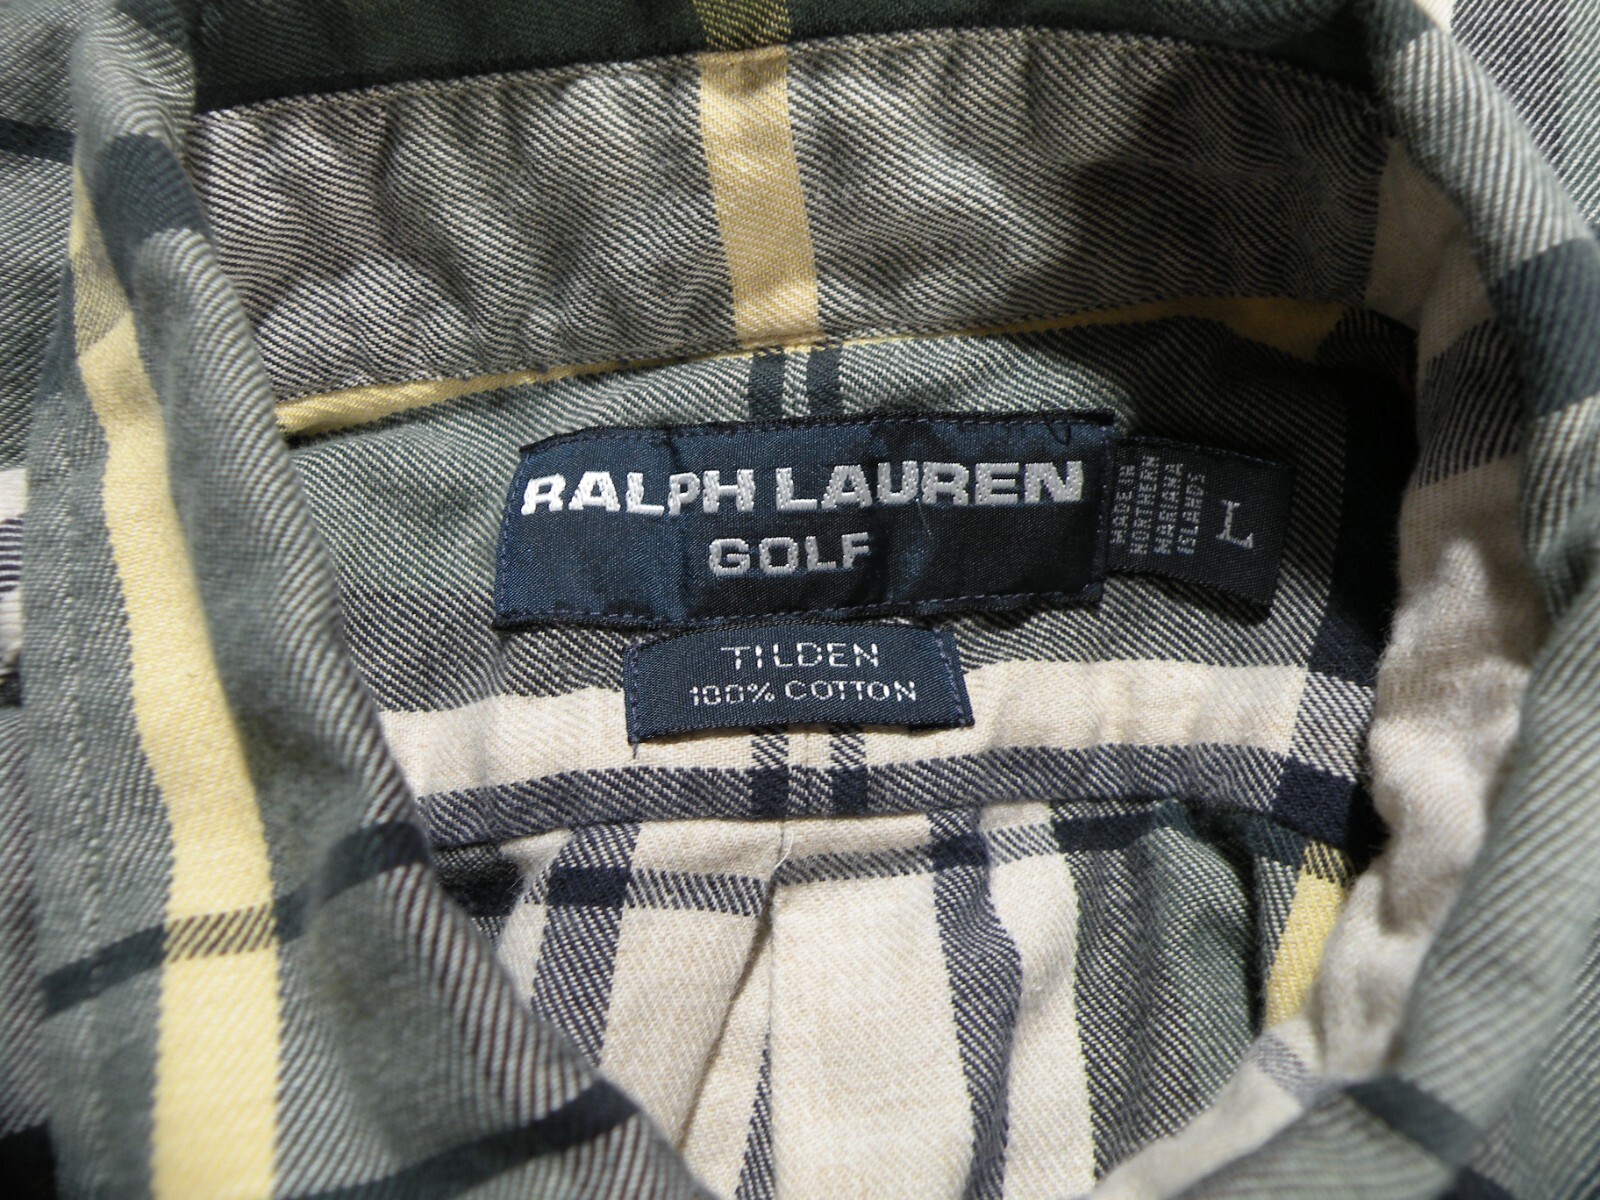 RALPH LAUREN
GOLF
MADE IN
NORTHERN
MARIANA
ISLANDS
L
TILDEN
100% COTTON